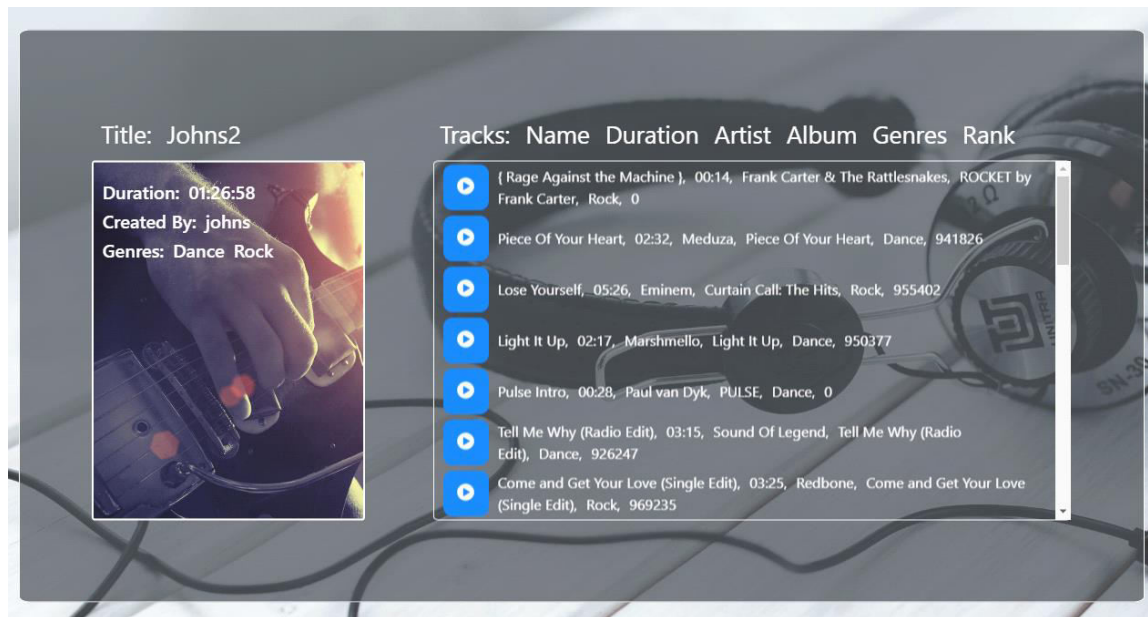 Title: Johns2
Duration: 01:26:58
Created By: johns
Genres: Dance Rock
Tracks: Name Duration Artist Album Genres Rank
{ Rage Against the Machine }, 00:14, Frank Carter & The Rattlesnakes, ROCKET by
Frank Carter, Rock, 0
Piece Of Your Heart, 02:32, Meduza, Piece Of Your Heart, Dance, 941826
Lose Yourself, 05:26, Eminem, Curtain Call: The Hits, Rock, 955402
Light It Up, 02:17, Marshmello, Light It Up, Dance, 950377
Pulse Intro, 00:28, Paul van Dyk, PULSE, Dance, 0
Tell Me Why (Radio Edit), 03:15, Sound Of Legend, Tell Me Why (Radio
Edit), Dance, 926247
Come and Get Your Love (Single Edit), 03:25, Redbone, Come and Get Your Love
(Single Edit), Rock, 969235
2 Ω
UNITRA